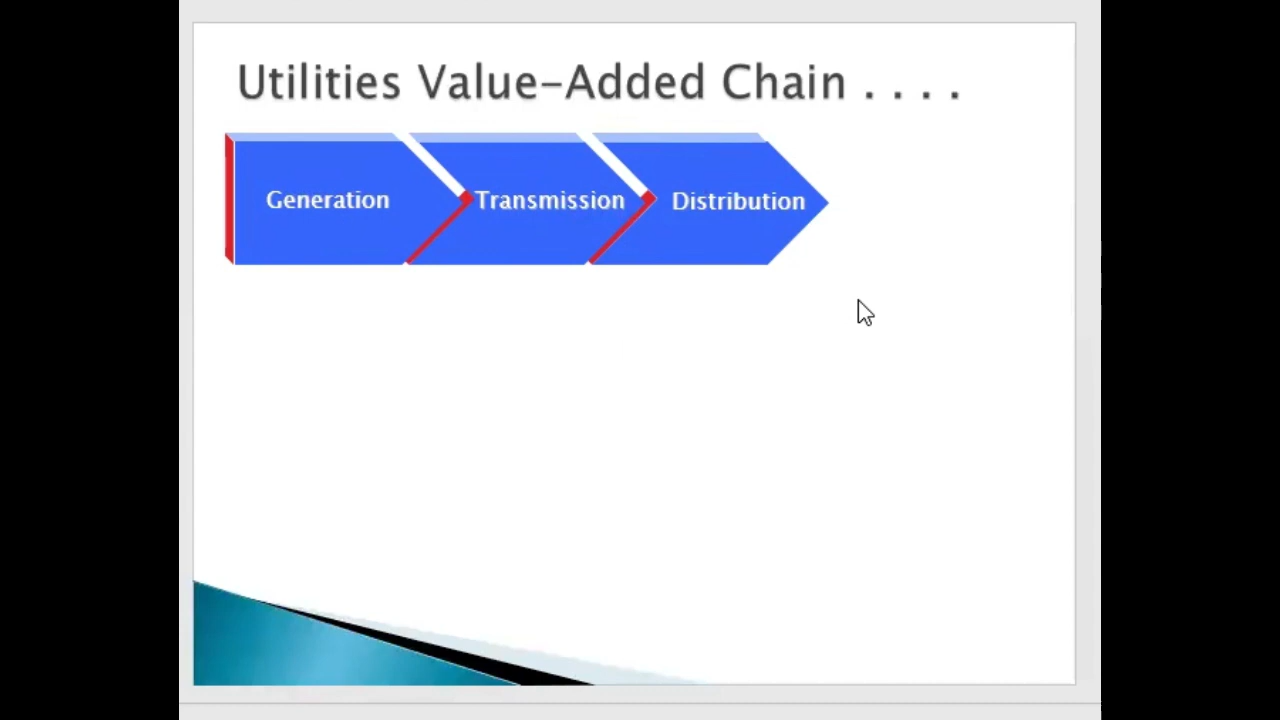 Utilities Value-Added Chain . . . .
Generation Transmission Distribution